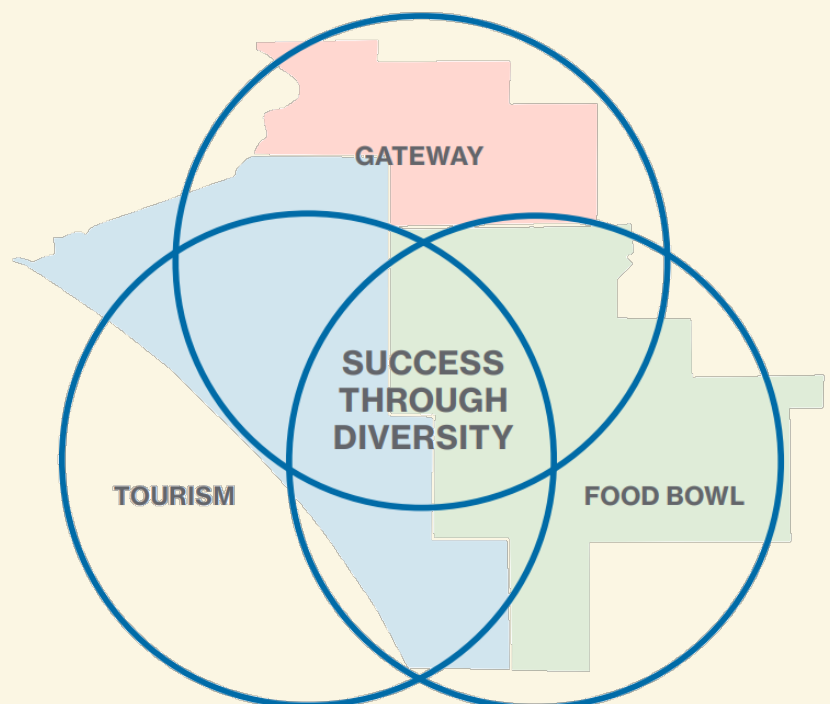 GATEWAY
SUCCESS
THROUGH
DIVERSITY
TOURISM
FOOD BOWL